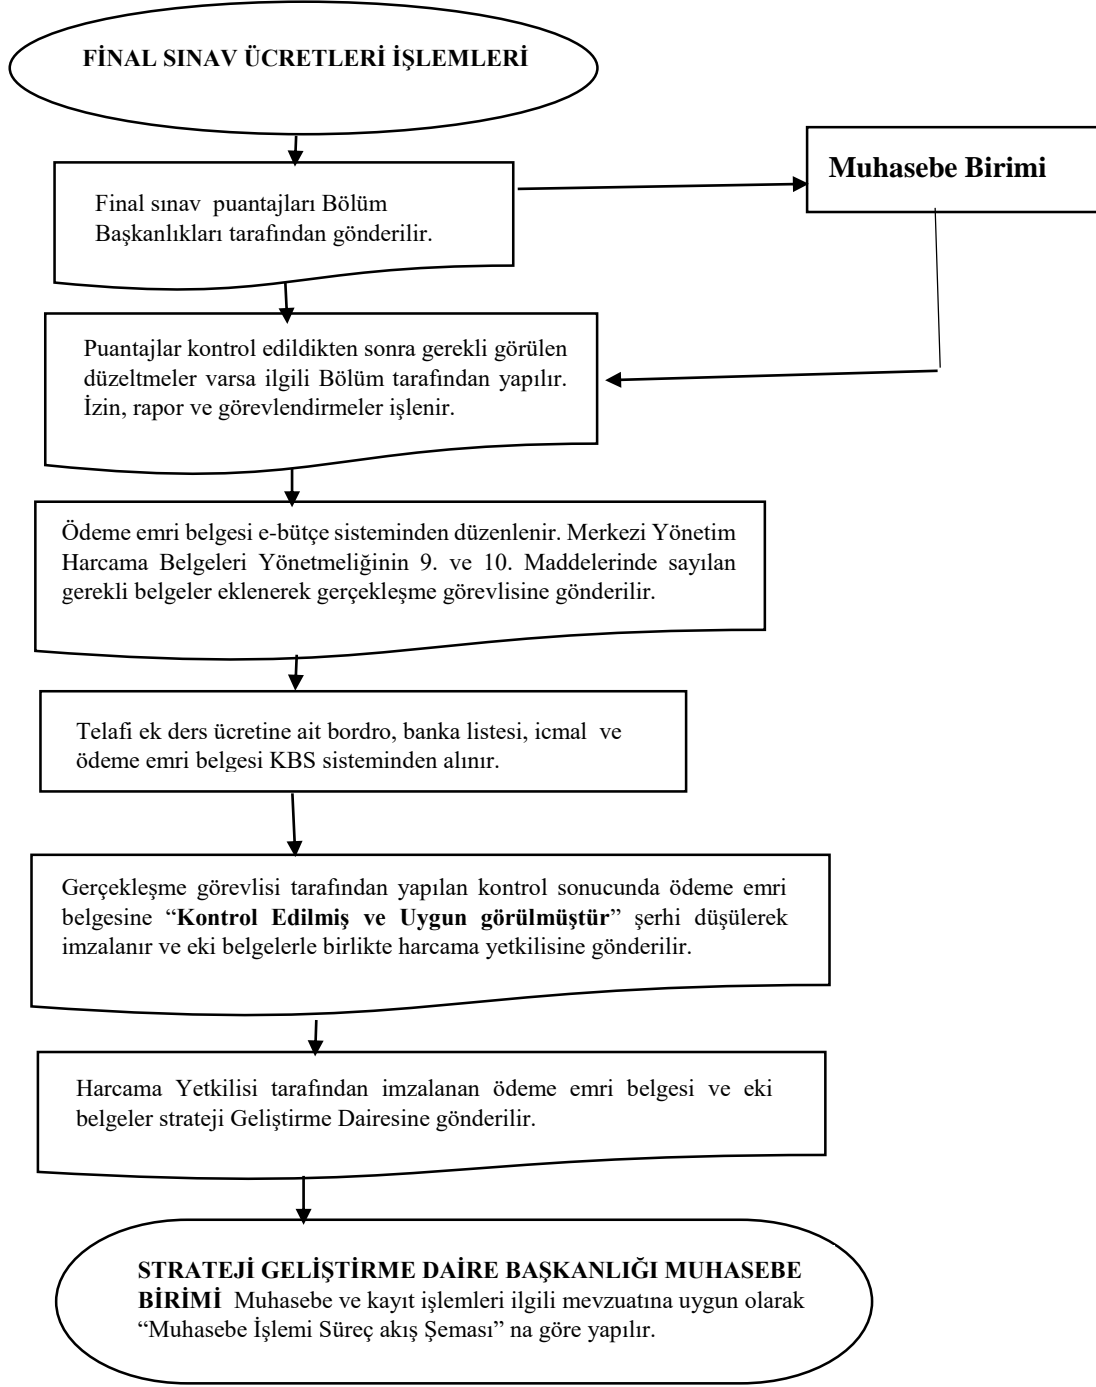 FİNAL SINAV ÜCRETLERİ İŞLEMLERİ
Muhasebe Birimi
Final sınav puantajları Bölüm
Başkanlıkları tarafından gönderilir.
Puantajlar kontrol edildikten sonra gerekli görülen
düzeltmeler varsa ilgili Bölüm tarafından yapılır.
İzin, rapor ve görevlendirmeler işlenir.
Ödeme emri belgesi e-bütçe sisteminden düzenlenir. Merkezi Yönetim
Harcama Belgeleri Yönetmeliğinin 9. ve 10. Maddelerinde sayılan
gerekli belgeler eklenerek gerçekleşme görevlisine gönderilir.
Telafi ek ders ücretine ait bordro, banka listesi, icmal ve
ödeme emri belgesi KBS sisteminden alınır.
Gerçekleşme görevlisi tarafından yapılan kontrol sonucunda ödeme emri
belgesine “Kontrol Edilmiş ve Uygun görülmüştür” şerhi düşülerek
imzalanır ve eki belgelerle birlikte harcama yetkilisine gönderilir.
Harcama Yetkilisi tarafından imzalanan ödeme emri belgesi ve eki
belgeler strateji Geliştirme Dairesine gönderilir.
STRATEJİ GELİŞTİRME DAİRE BAŞKANLIĞI MUHASEBE
BİRİMİ Muhasebe ve kayıt işlemleri ilgili mevzuatına uygun olarak
“Muhasebe İşlemi Süreç akış Şeması” na göre yapılır.